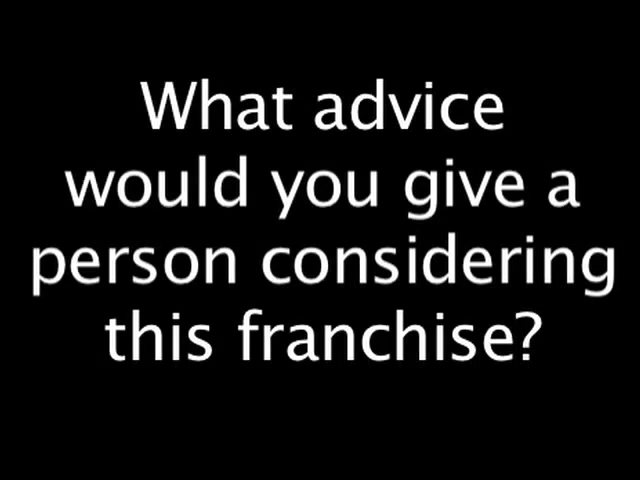 What advice
would you give a
person considering
this franchise?